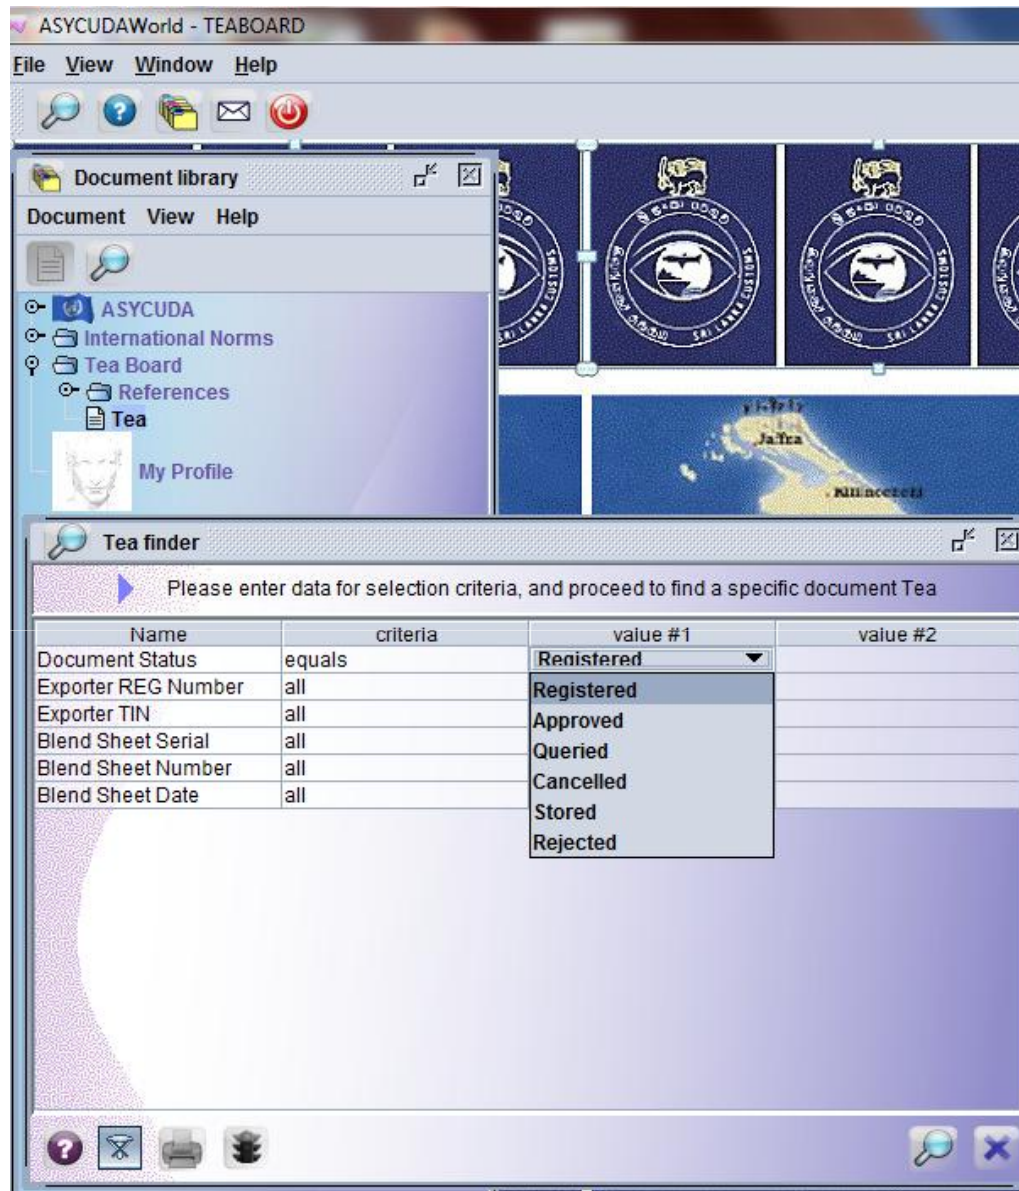 ASYCUDAWorld - TEABOARD
File View Window Help
Document library
Document View Help
ASYCUDA
International Norms
Tea Board
References
Tea
My Profile
Jaffna
Tea finder
Please enter data for selection criteria, and proceed to find a specific document Tea
Name criteria value #1 value #2
Document Status equals Registered
Exporter REG Number all
Exporter TIN all
Blend Sheet Serial all
Blend Sheet Number all
Blend Sheet Date all
Registered
Approved
Queried
Cancelled
Stored
Rejected